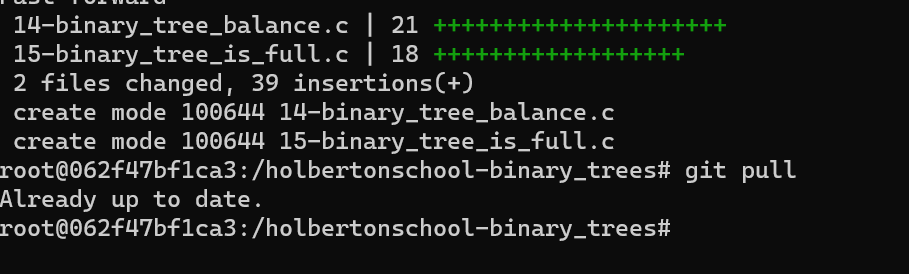 Fast-forward
 14-binary_tree_balance.c | 21 +++++++++++++++++++++
 15-binary_tree_is_full.c | 18 ++++++++++++++++++
 2 files changed, 39 insertions(+)
 create mode 100644 14-binary_tree_balance.c
 create mode 100644 15-binary_tree_is_full.c
root@062f47bf1ca3:/holbertonschool-binary_trees# git pull
Already up to date.
root@062f47bf1ca3:/holbertonschool-binary_trees#